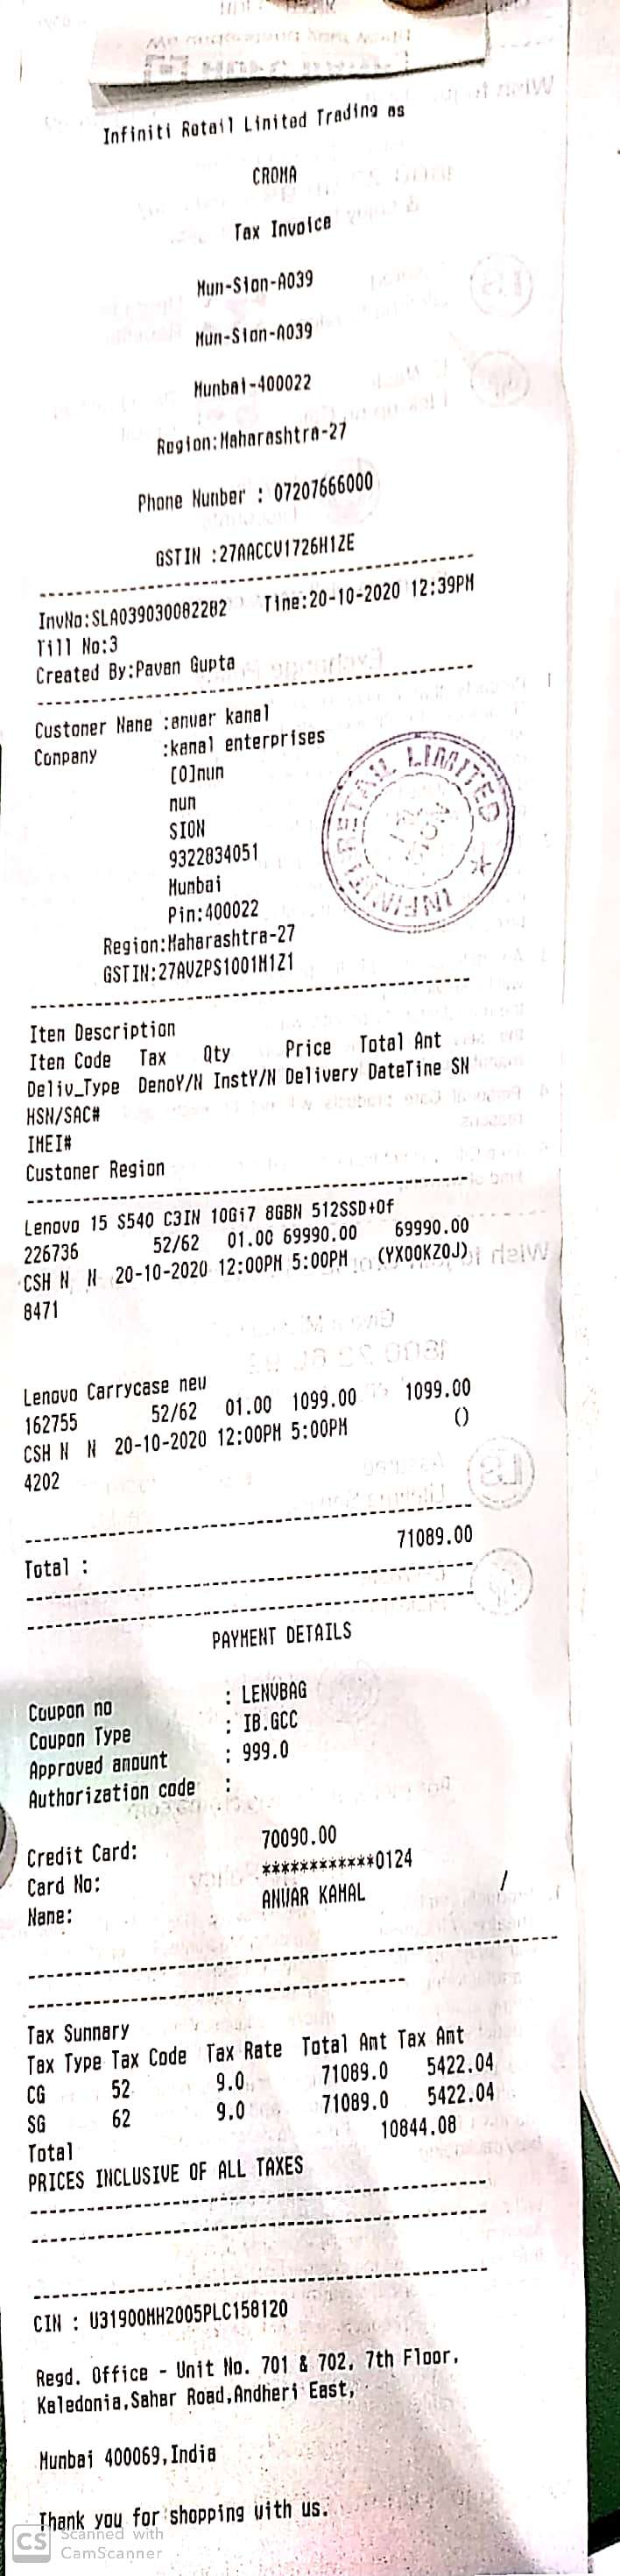 Infiniti Retail Limited Trading as
CROMA
Tax Invoice
Mum-Sion-A039
Mum-Sion-A039
Mumbai-400022
Region:Maharashtra-27
Phone Number : 07207666000
GSTIN :27AACCV1726H1ZE
InvNo:SLA039030082282 Time:20-10-2020 12:39PM
Till No:3
Created By:Pavan Gupta
Customer Name :anwar kamal
Company :kamal enterprises
[O]mum
mum
SION
9322834051
Mumbai
Pin:400022
Region:Maharashtra-27
GSTIN:27AVZPS1001M1Z1
INFINITI RETAIL LIMITED
Item Description
Item Code Tax Qty Price Total Amt
Deliv_Type DemoY/N InstY/N Delivery DateTime SN
HSN/SAC#
IMEI#
Customer Region
Lenovo 15 S540 C3IN 10Gi7 8GBN 512SSD+Of
226736 52/62 01.00 69990.00 69990.00
CSH N N 20-10-2020 12:00PM 5:00PM (YX00KZ0J)
8471
Lenovo Carrycase new
162755 52/62 01.00 1099.00 1099.00
CSH N N 20-10-2020 12:00PM 5:00PM ()
4202
Total : 71089.00
PAYMENT DETAILS
Coupon no : LENVBAG
Coupon Type : IB.GCC
Approved amount : 999.0
Authorization code :
Credit Card: 70090.00
Card No: ************0124
Name: ANWAR KAMAL
Tax Summary
Tax Type Tax Code Tax Rate Total Amt Tax Amt
CG 52 9.0 71089.0 5422.04
SG 62 9.0 71089.0 5422.04
Total 10844.08
PRICES INCLUSIVE OF ALL TAXES
CIN : U31900MH2005PLC158120
Regd. Office - Unit No. 701 & 702, 7th Floor,
Kaledonia,Sahar Road,Andheri East,
Mumbai 400069,India
Thank you for shopping with us.
CS Scanned with
CamScanner